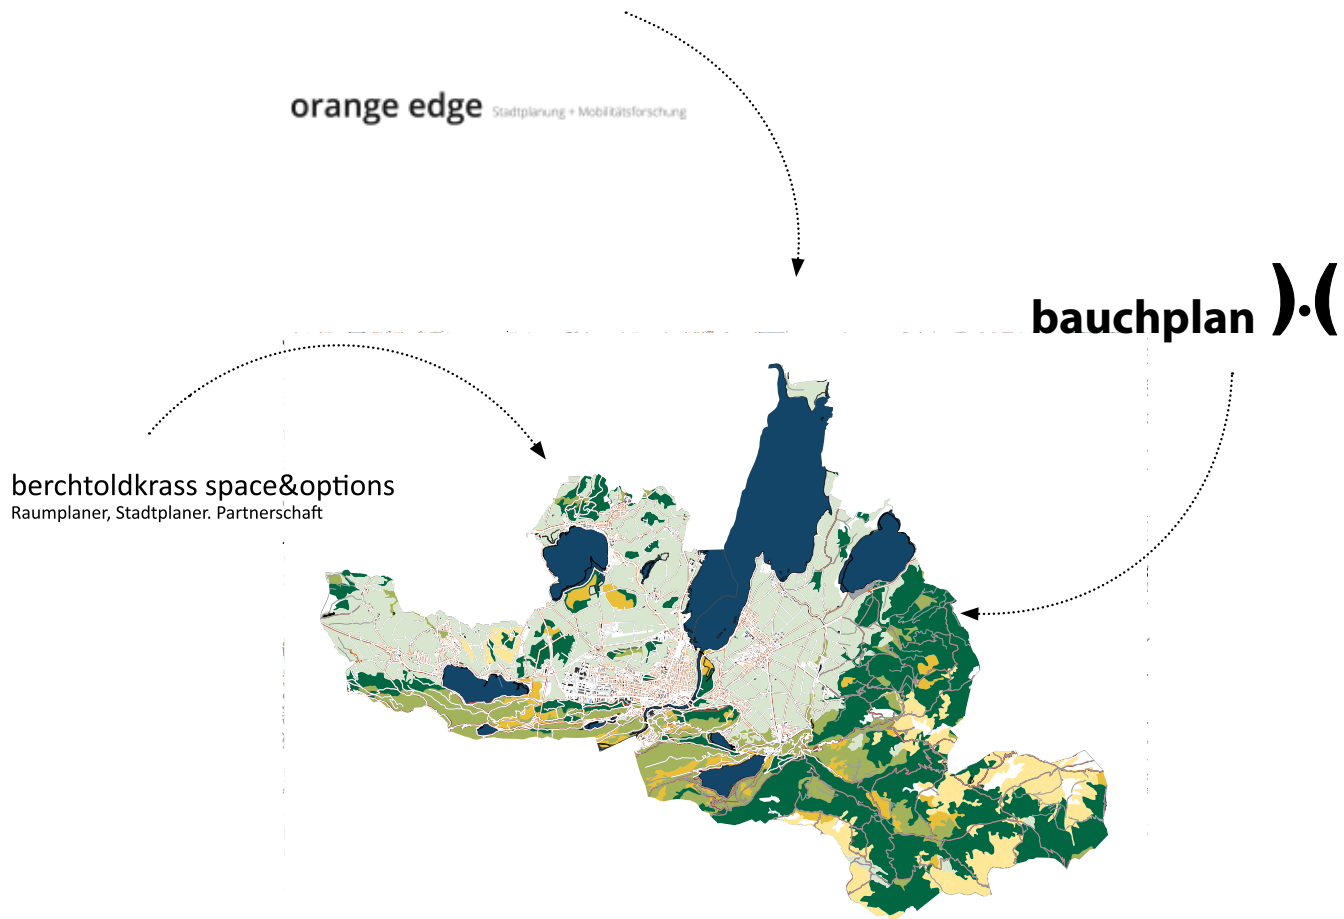 orange edge Stadtplanung + Mobilitätsforschung
bauchplan ).(
berchtoldkrass space&options
Raumplaner, Stadtplaner. Partnerschaft